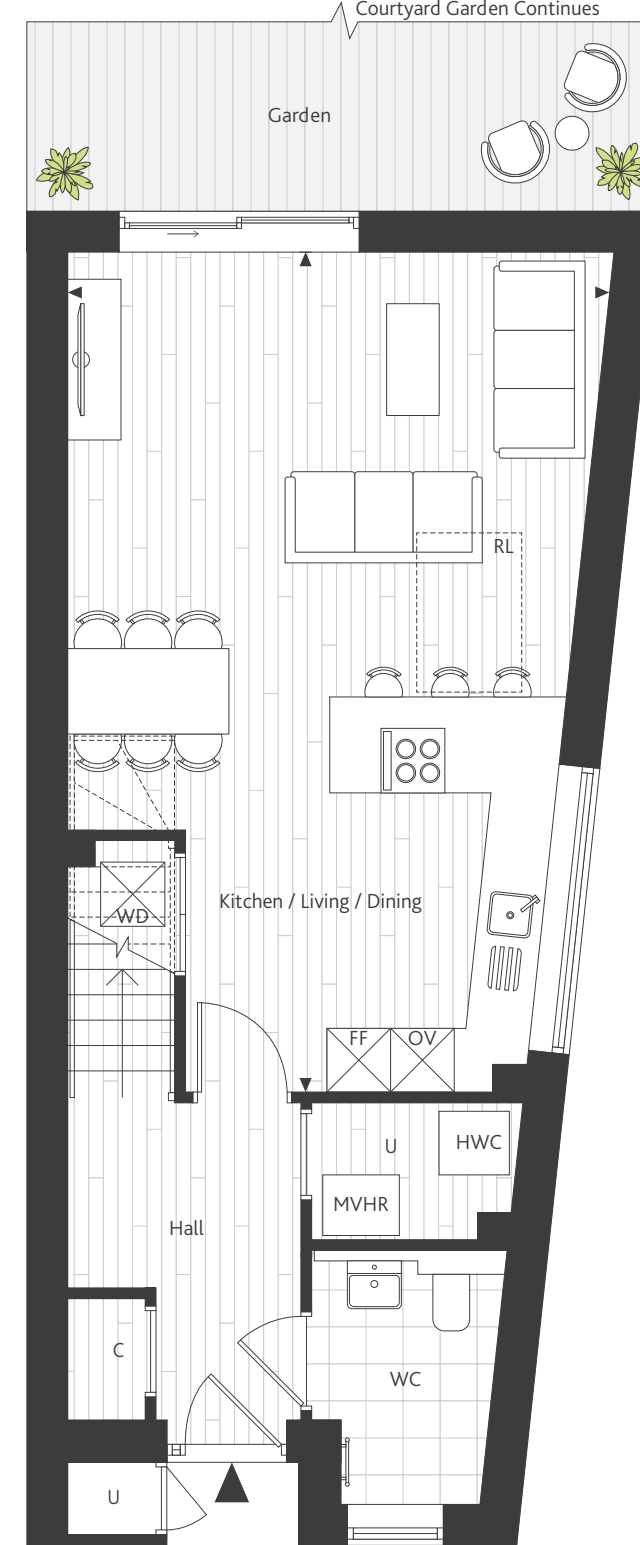 Courtyard Garden Continues
Garden
RL
Kitchen / Living / Dining
WD
FF
OV
U
HWC
MVHR
Hall
C
WC
U